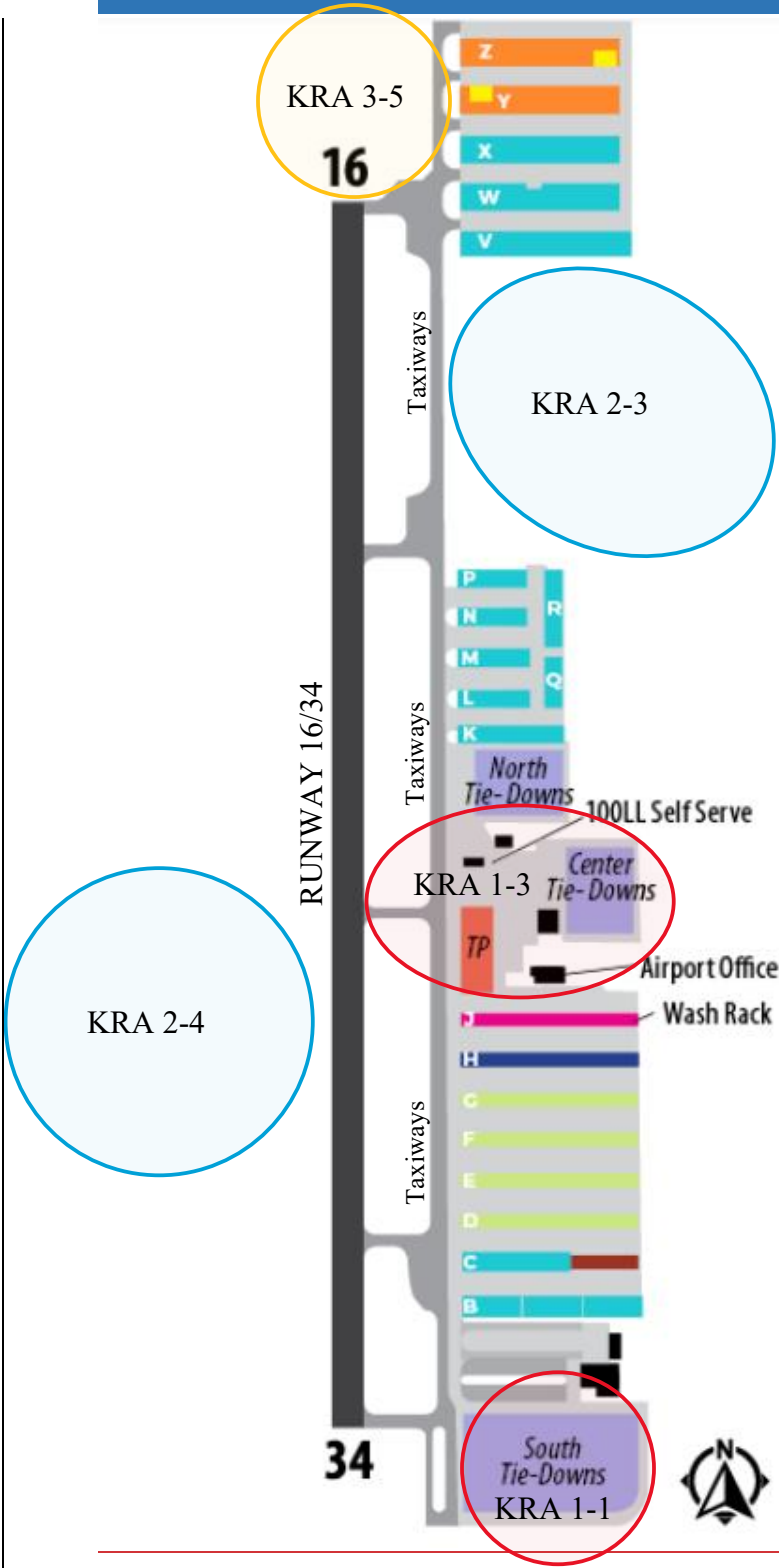 Z
KRA 3-5
Y
X
16
W
V
Taxiways
KRA 2-3
P
N
R
M
Q
L
K
RUNWAY 16/34
Taxiways
North
Tie-Downs
100LL Self Serve
Center
Tie-Downs
KRA 1-3
TP
Airport Office
J
Wash Rack
KRA 2-4
H
G
F
Taxiways
E
D
C
B
34
South
Tie-Downs
KRA 1-1
N